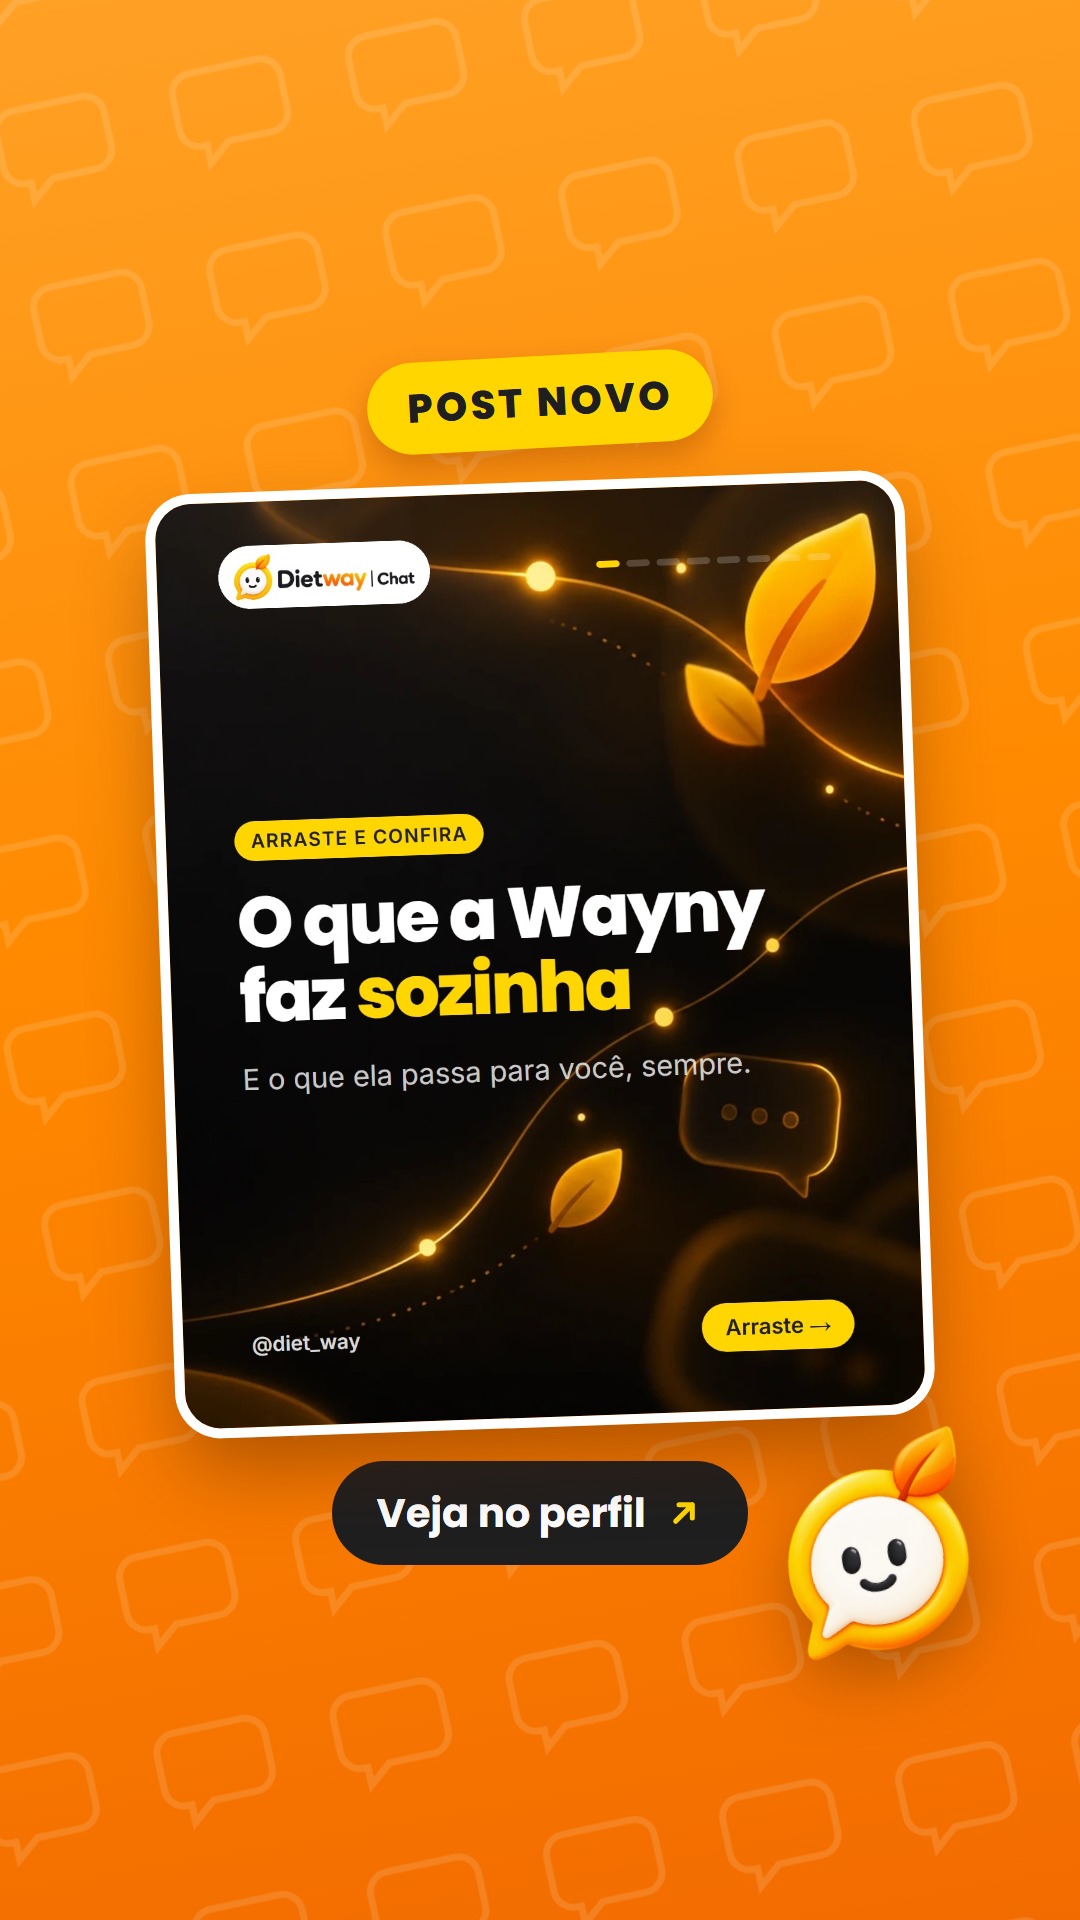 POST NOVO
Dietway | Chat
ARRASTE E CONFIRA
O que a Wayny
faz sozinha
E o que ela passa para você, sempre.
@diet_way
Arraste →
Veja no perfil